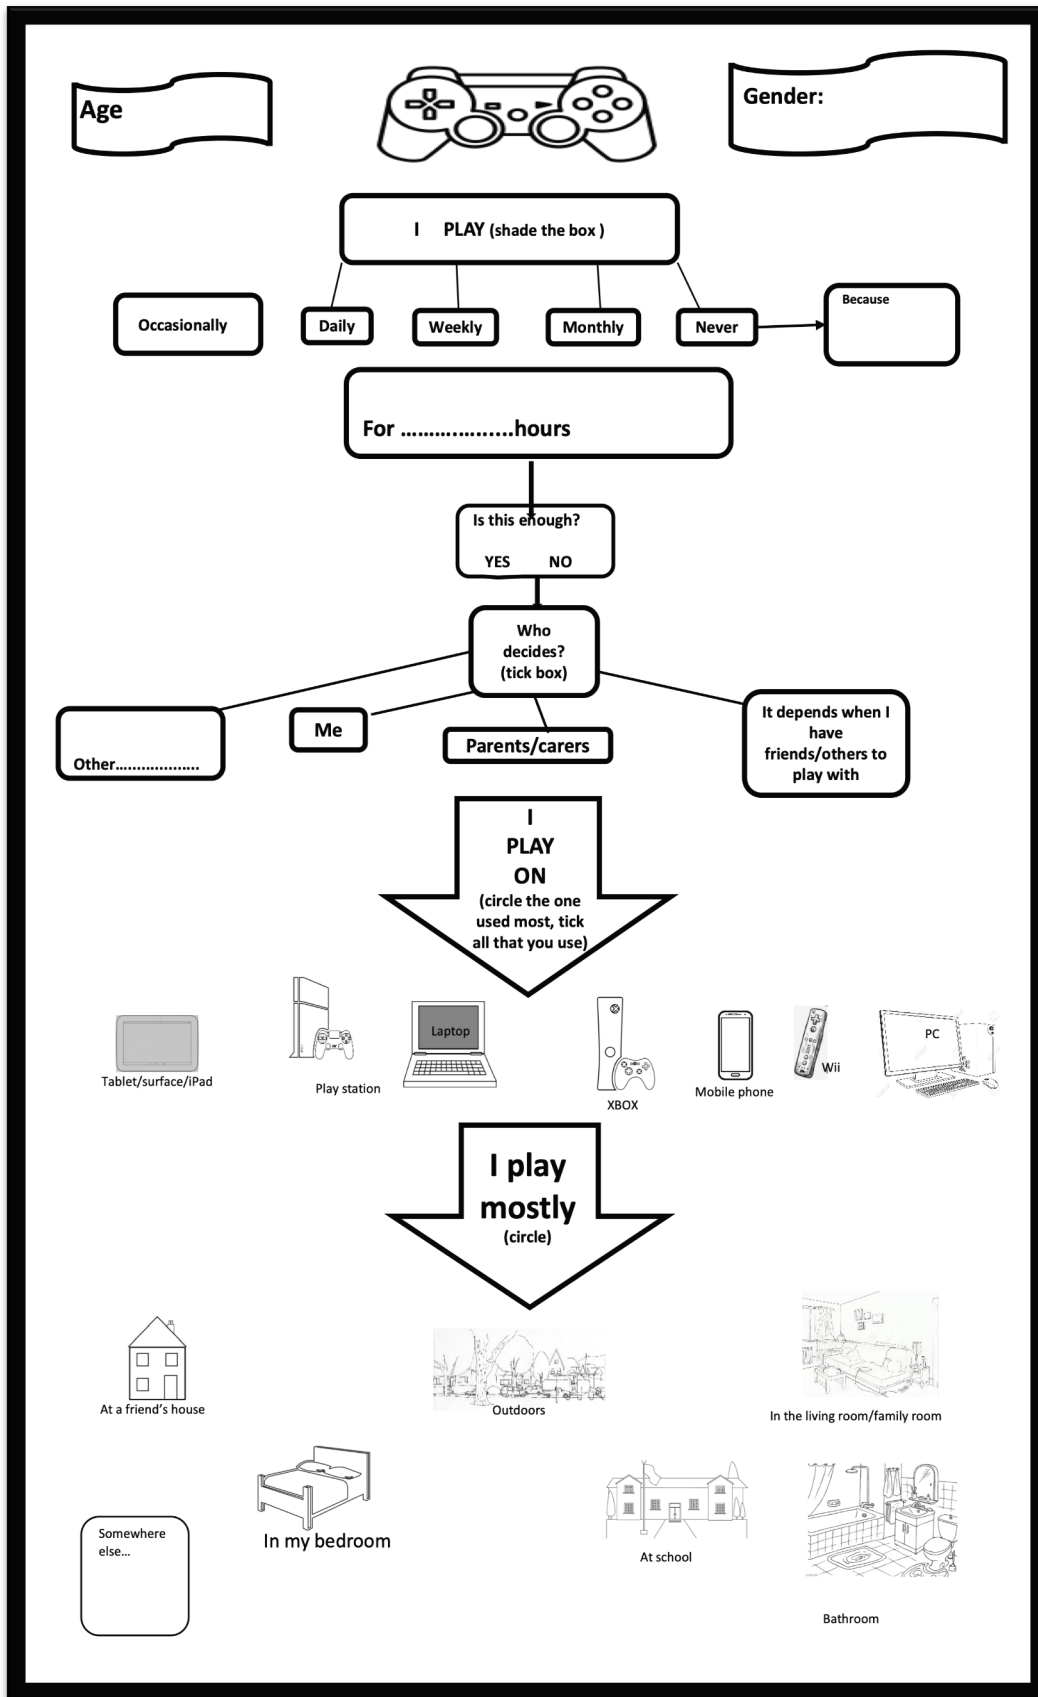 Age
Gender:
I PLAY (shade the box )
Occasionally
Daily
Weekly
Monthly
Never
Because
For ......................hours
Is this enough?
YES NO
Who
decides?
(tick box)
Other...................
Me
Parents/carers
It depends when I
have
friends/others to
play with
I
PLAY
ON
(circle the one
used most, tick
all that you use)
Tablet/surface/iPad
Play station
Laptop
XBOX
Mobile phone
Wii
PC
I play
mostly
(circle)
At a friend's house
Outdoors
In the living room/family room
Somewhere
else...
In my bedroom
At school
Bathroom